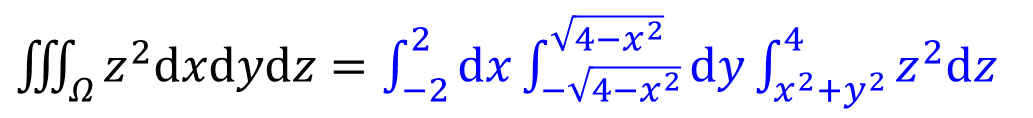 ∭_Ω z²dxdydz = ∫_{-2}^{2} dx ∫_{-√(4-x²)}^{√(4-x²)} dy ∫_{x²+y²}^{4} z²dz